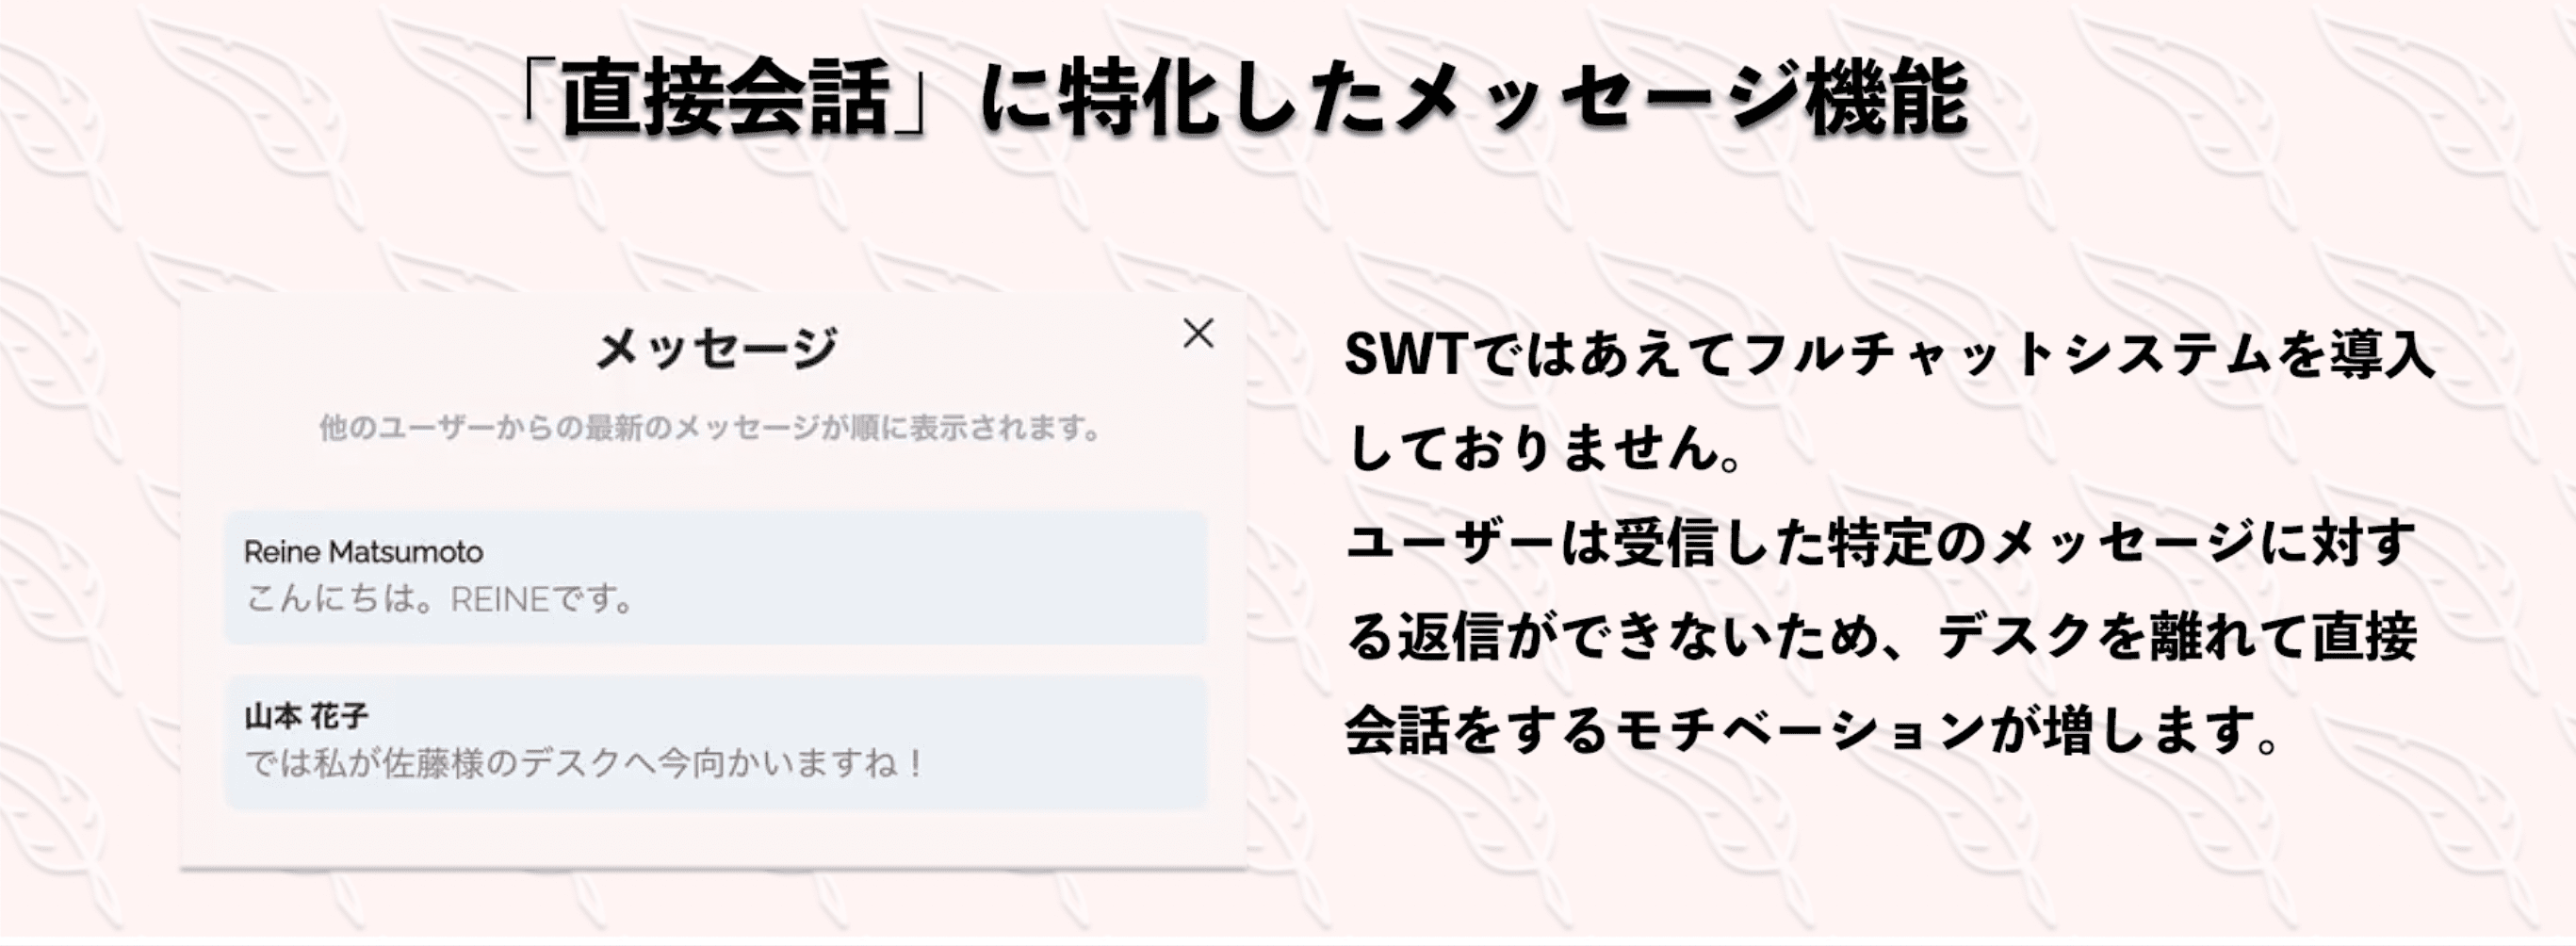 「直接会話」に特化したメッセージ機能
メッセージ
他のユーザーからの最新のメッセージが順に表示されます。
Reine Matsumoto
こんにちは。REINEです。
山本 花子
では私が佐藤様のデスクへ今向かいますね！
SWTではあえてフルチャットシステムを導入
しておりません。
ユーザーは受信した特定のメッセージに対す
る返信ができないため、デスクを離れて直接
会話をするモチベーションが増します。